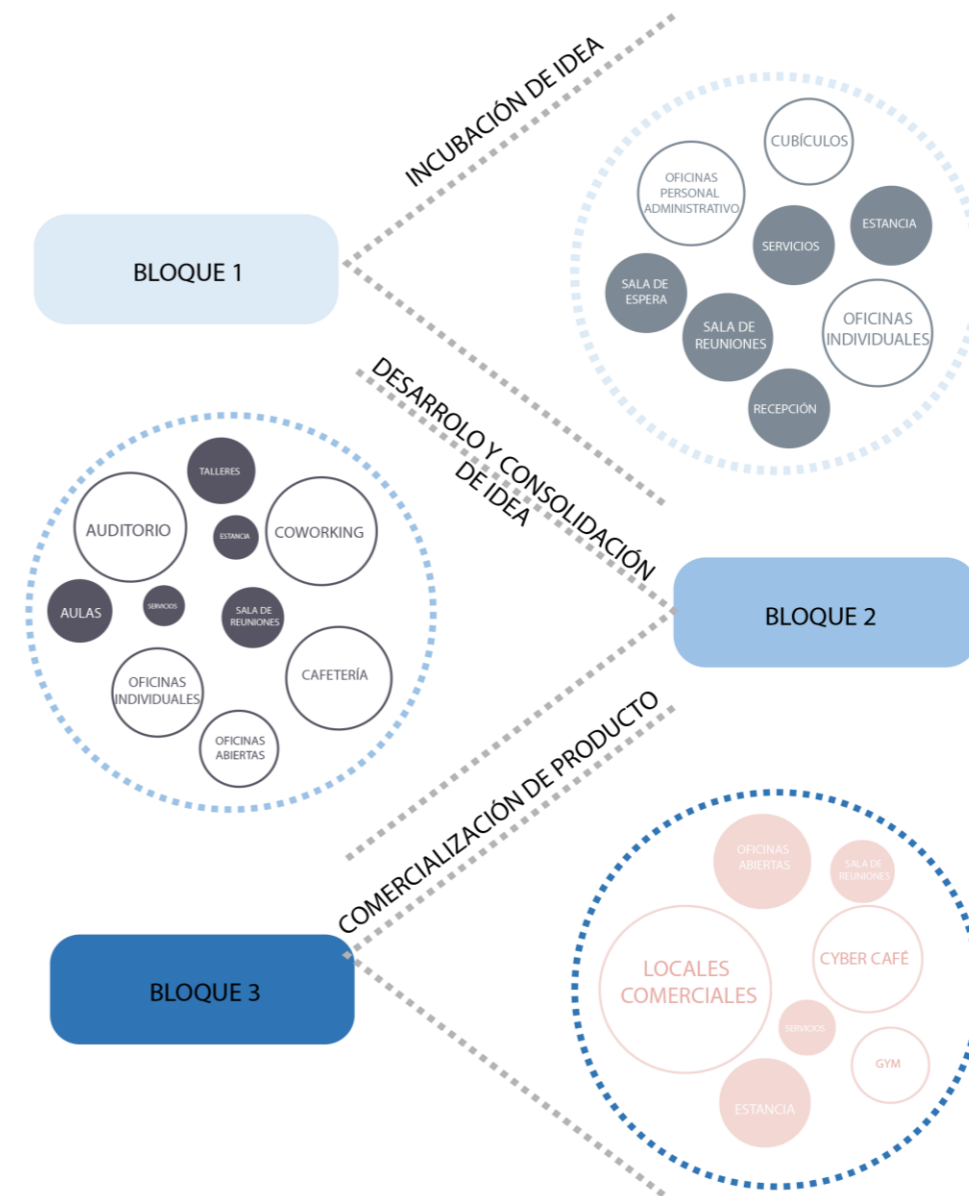 INCUBACIÓN DE IDEA
BLOQUE 1
CUBÍCULOS
OFICINAS
PERSONAL
ADMINISTRATIVO
ESTANCIA
SERVICIOS
SALA DE
ESPERA
SALA DE
REUNIONES
OFICINAS
INDIVIDUALES
RECEPCIÓN
DESARROLO Y CONSOLIDACIÓN
DE IDEA
BLOQUE 2
TALLERES
AUDITORIO
ESTANCIA
COWORKING
AULAS
SERVICIOS
SALA DE
REUNIONES
OFICINAS
INDIVIDUALES
CAFETERÍA
OFICINAS
ABIERTAS
COMERCIALIZACIÓN DE PRODUCTO
BLOQUE 3
OFICINAS
ABIERTAS
SALA DE
REUNIONES
LOCALES
COMERCIALES
CYBER CAFÉ
SERVICIOS
GYM
ESTANCIA